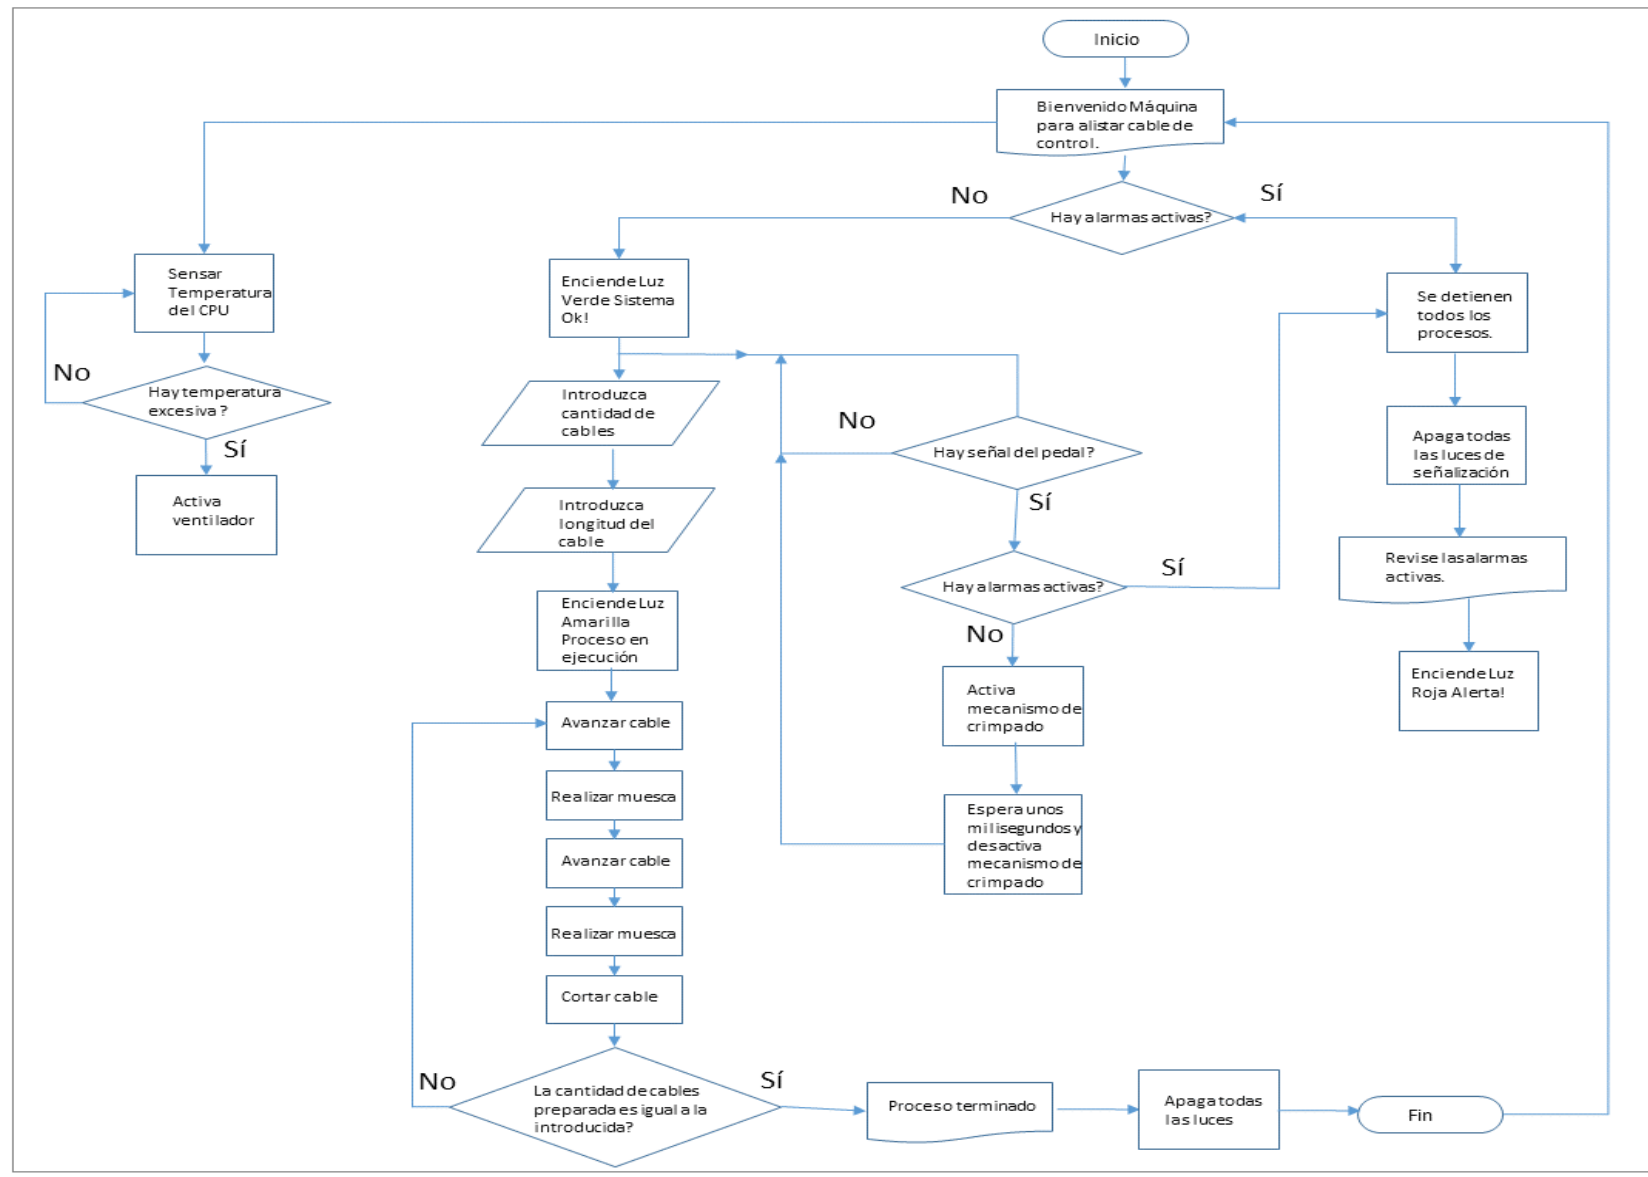 Inicio
Bienvenido Máquina
para alistar cable de
control.
No
Sí
Hay alarmas activas?
Sensar
Temperatura
del CPU
No
Hay temperatura
excesiva?
Sí
Activa
ventilador
Enciende Luz
Verde Sistema
Ok!
Introduzca
cantidad de
cables
Introduzca
longitud del
cable
Enciende Luz
Amarilla
Proceso en
ejecución
Avanzar cable
Realizar muesca
Avanzar cable
Realizar muesca
Cortar cable
No
Sí
La cantidad de cables
preparada es igual a la
introducida?
No
Hay señal del pedal?
Sí
Hay alarmas activas?
Sí
No
Activa
mecanismo de
crimpado
Espera unos
milisegundos y
desactiva
mecanismo de
crimpado
Se detienen
todos los
procesos.
Apaga todas
las luces de
señalización
Revise las alarmas
activas.
Enciende Luz
Roja Alerta!
Proceso terminado
Apaga todas
las luces
Fin